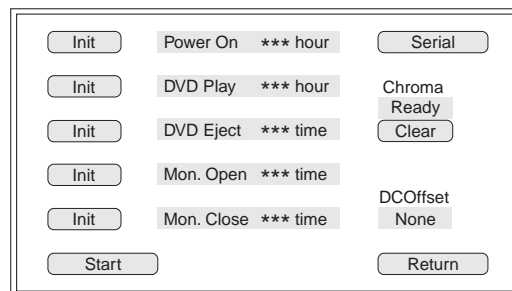 Init Power On *** hour Serial
Init DVD Play *** hour Chroma
Ready
Init DVD Eject *** time Clear
Init Mon. Open *** time
DCOffset
Init Mon. Close *** time None
Start Return